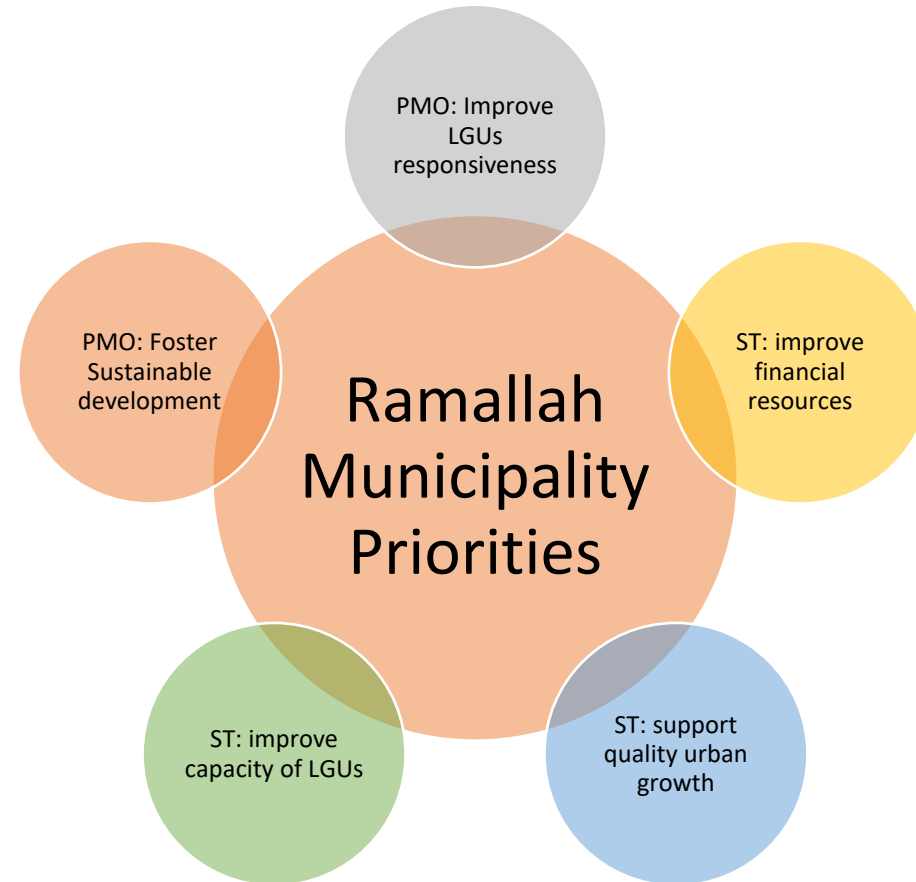 PMO: Improve
LGUs
responsiveness
PMO: Foster
Sustainable
development
ST: improve
financial
resources
Ramallah
Municipality
Priorities
ST: improve
capacity of LGUs
ST: support
quality urban
growth